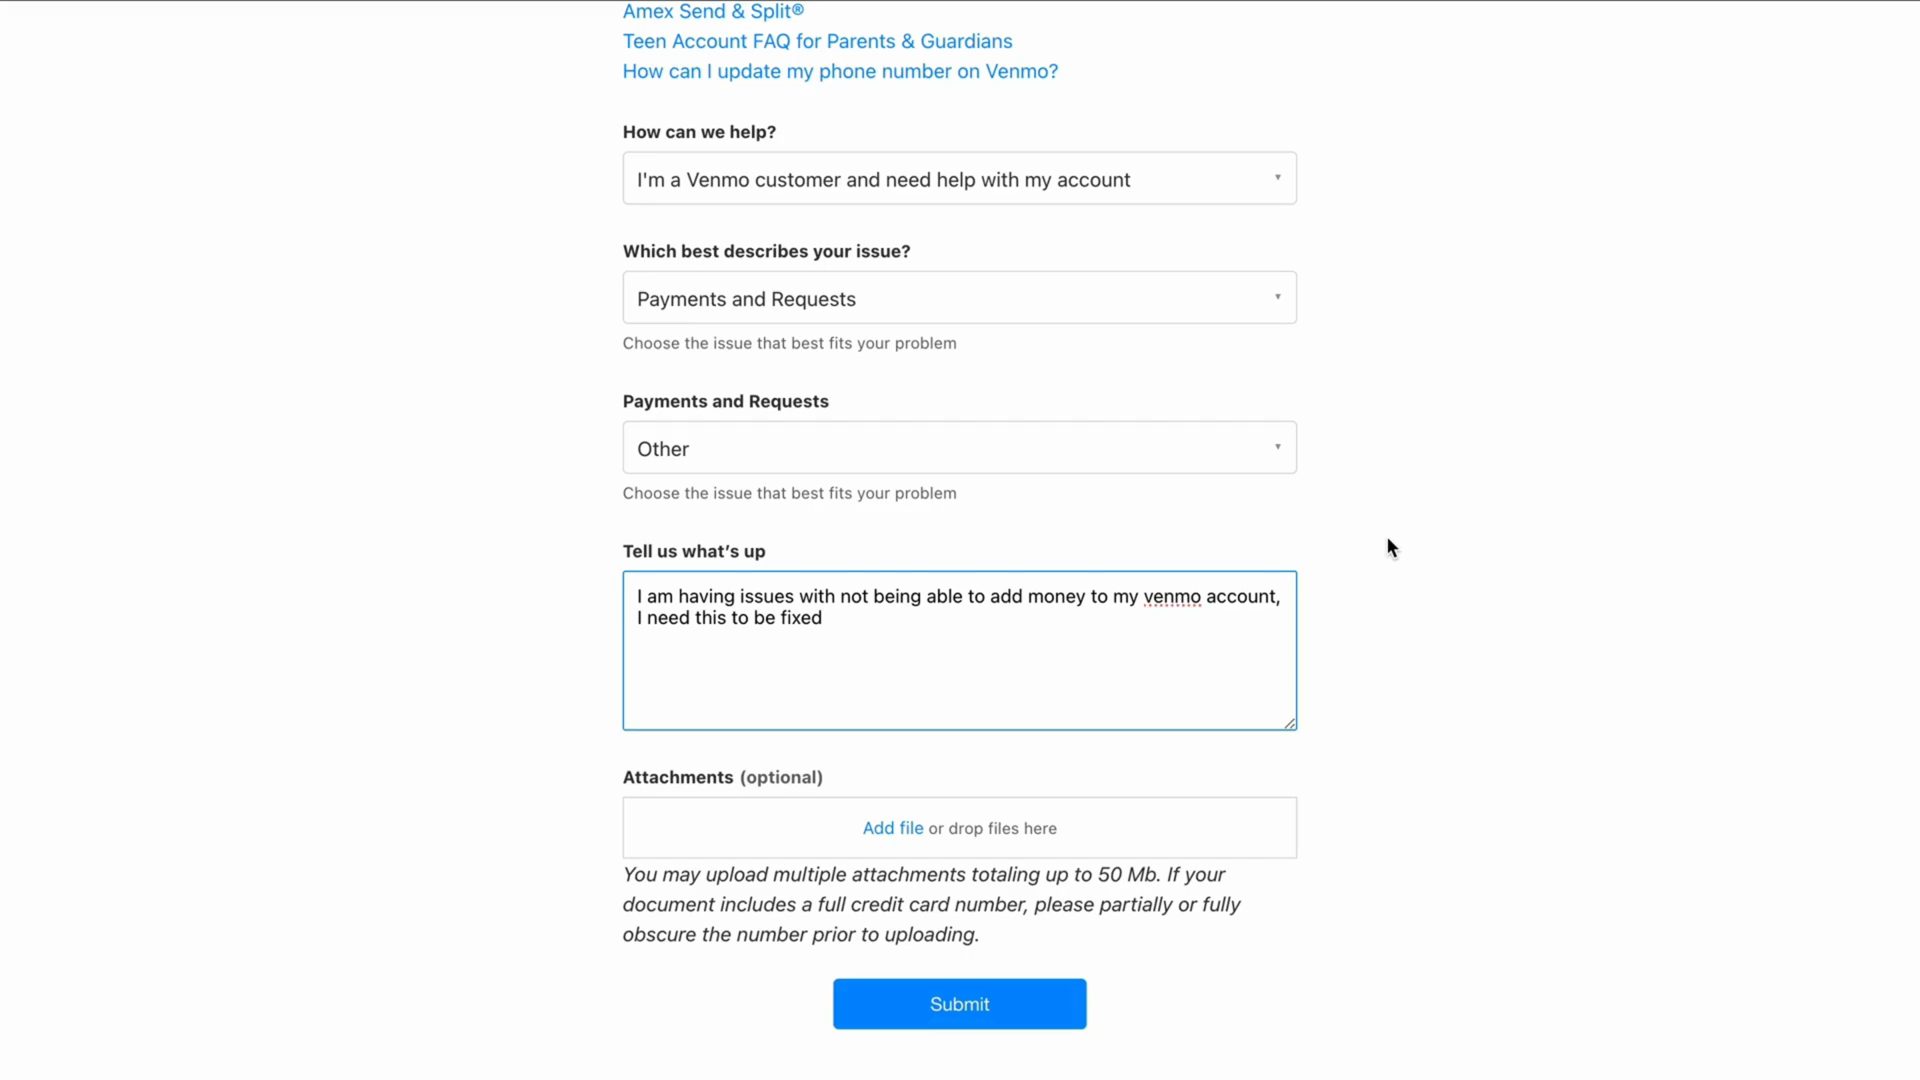 Amex Send & Split®
Teen Account FAQ for Parents & Guardians
How can I update my phone number on Venmo?
How can we help?
I'm a Venmo customer and need help with my account
Which best describes your issue?
Payments and Requests
Choose the issue that best fits your problem
Payments and Requests
Other
Choose the issue that best fits your problem
Tell us what’s up
I am having issues with not being able to add money to my venmo account,
I need this to be fixed
Attachments (optional)
Add file or drop files here
You may upload multiple attachments totaling up to 50 Mb. If your
document includes a full credit card number, please partially or fully
obscure the number prior to uploading.
Submit